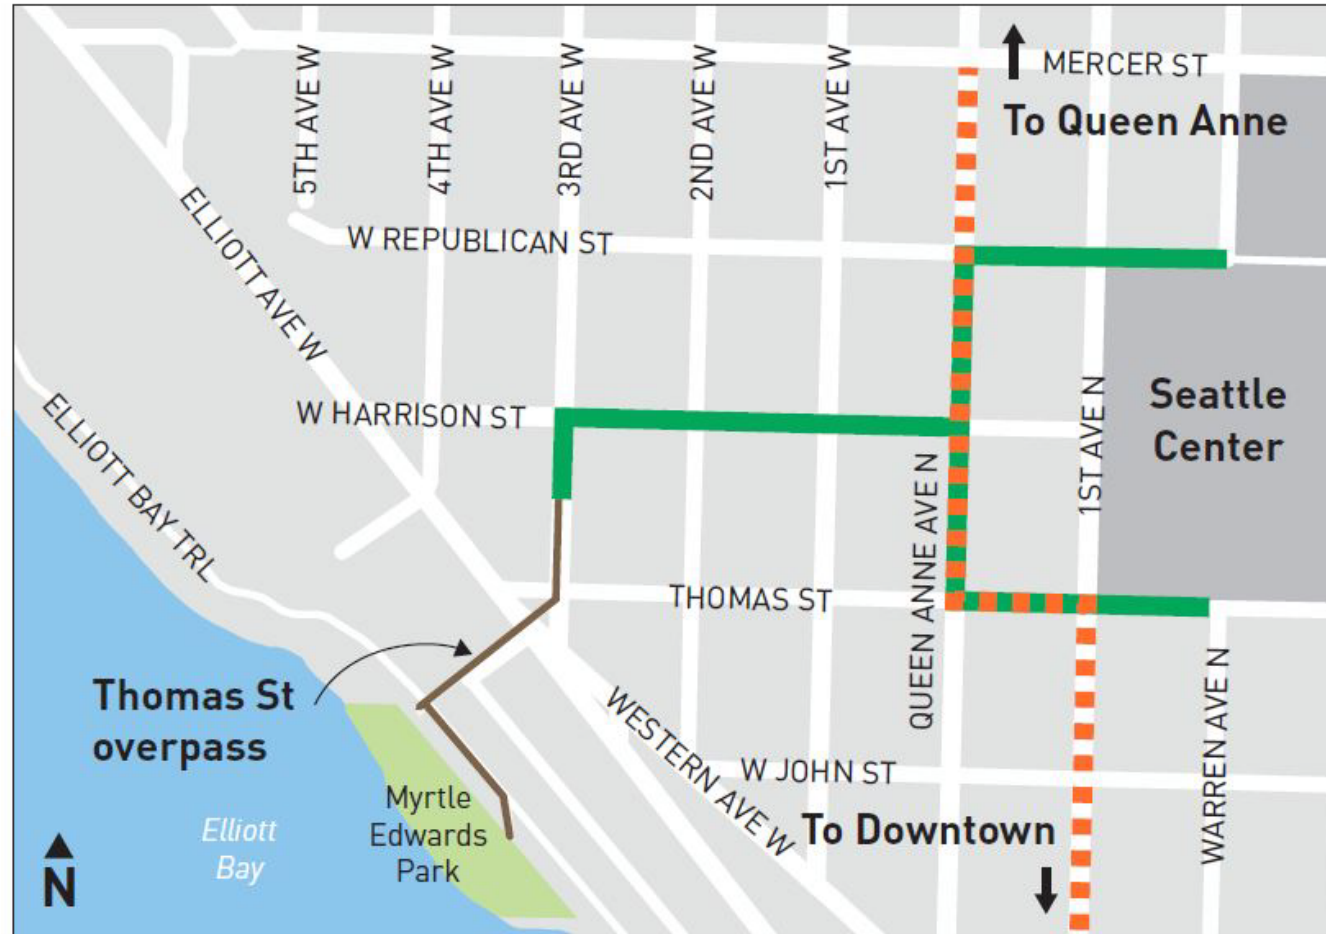 MERCER ST
To Queen Anne
5TH AVE W
4TH AVE W
3RD AVE W
2ND AVE W
1ST AVE W
ELLIOTT AVE W
W REPUBLICAN ST
W HARRISON ST
Seattle
Center
1ST AVE N
QUEEN ANNE AVE N
ELLIOTT BAY TRL
THOMAS ST
Thomas St
overpass
WESTERN AVE W
W JOHN ST
WARREN AVE N
Myrtle
Edwards
Park
To Downtown
Elliott
Bay
N